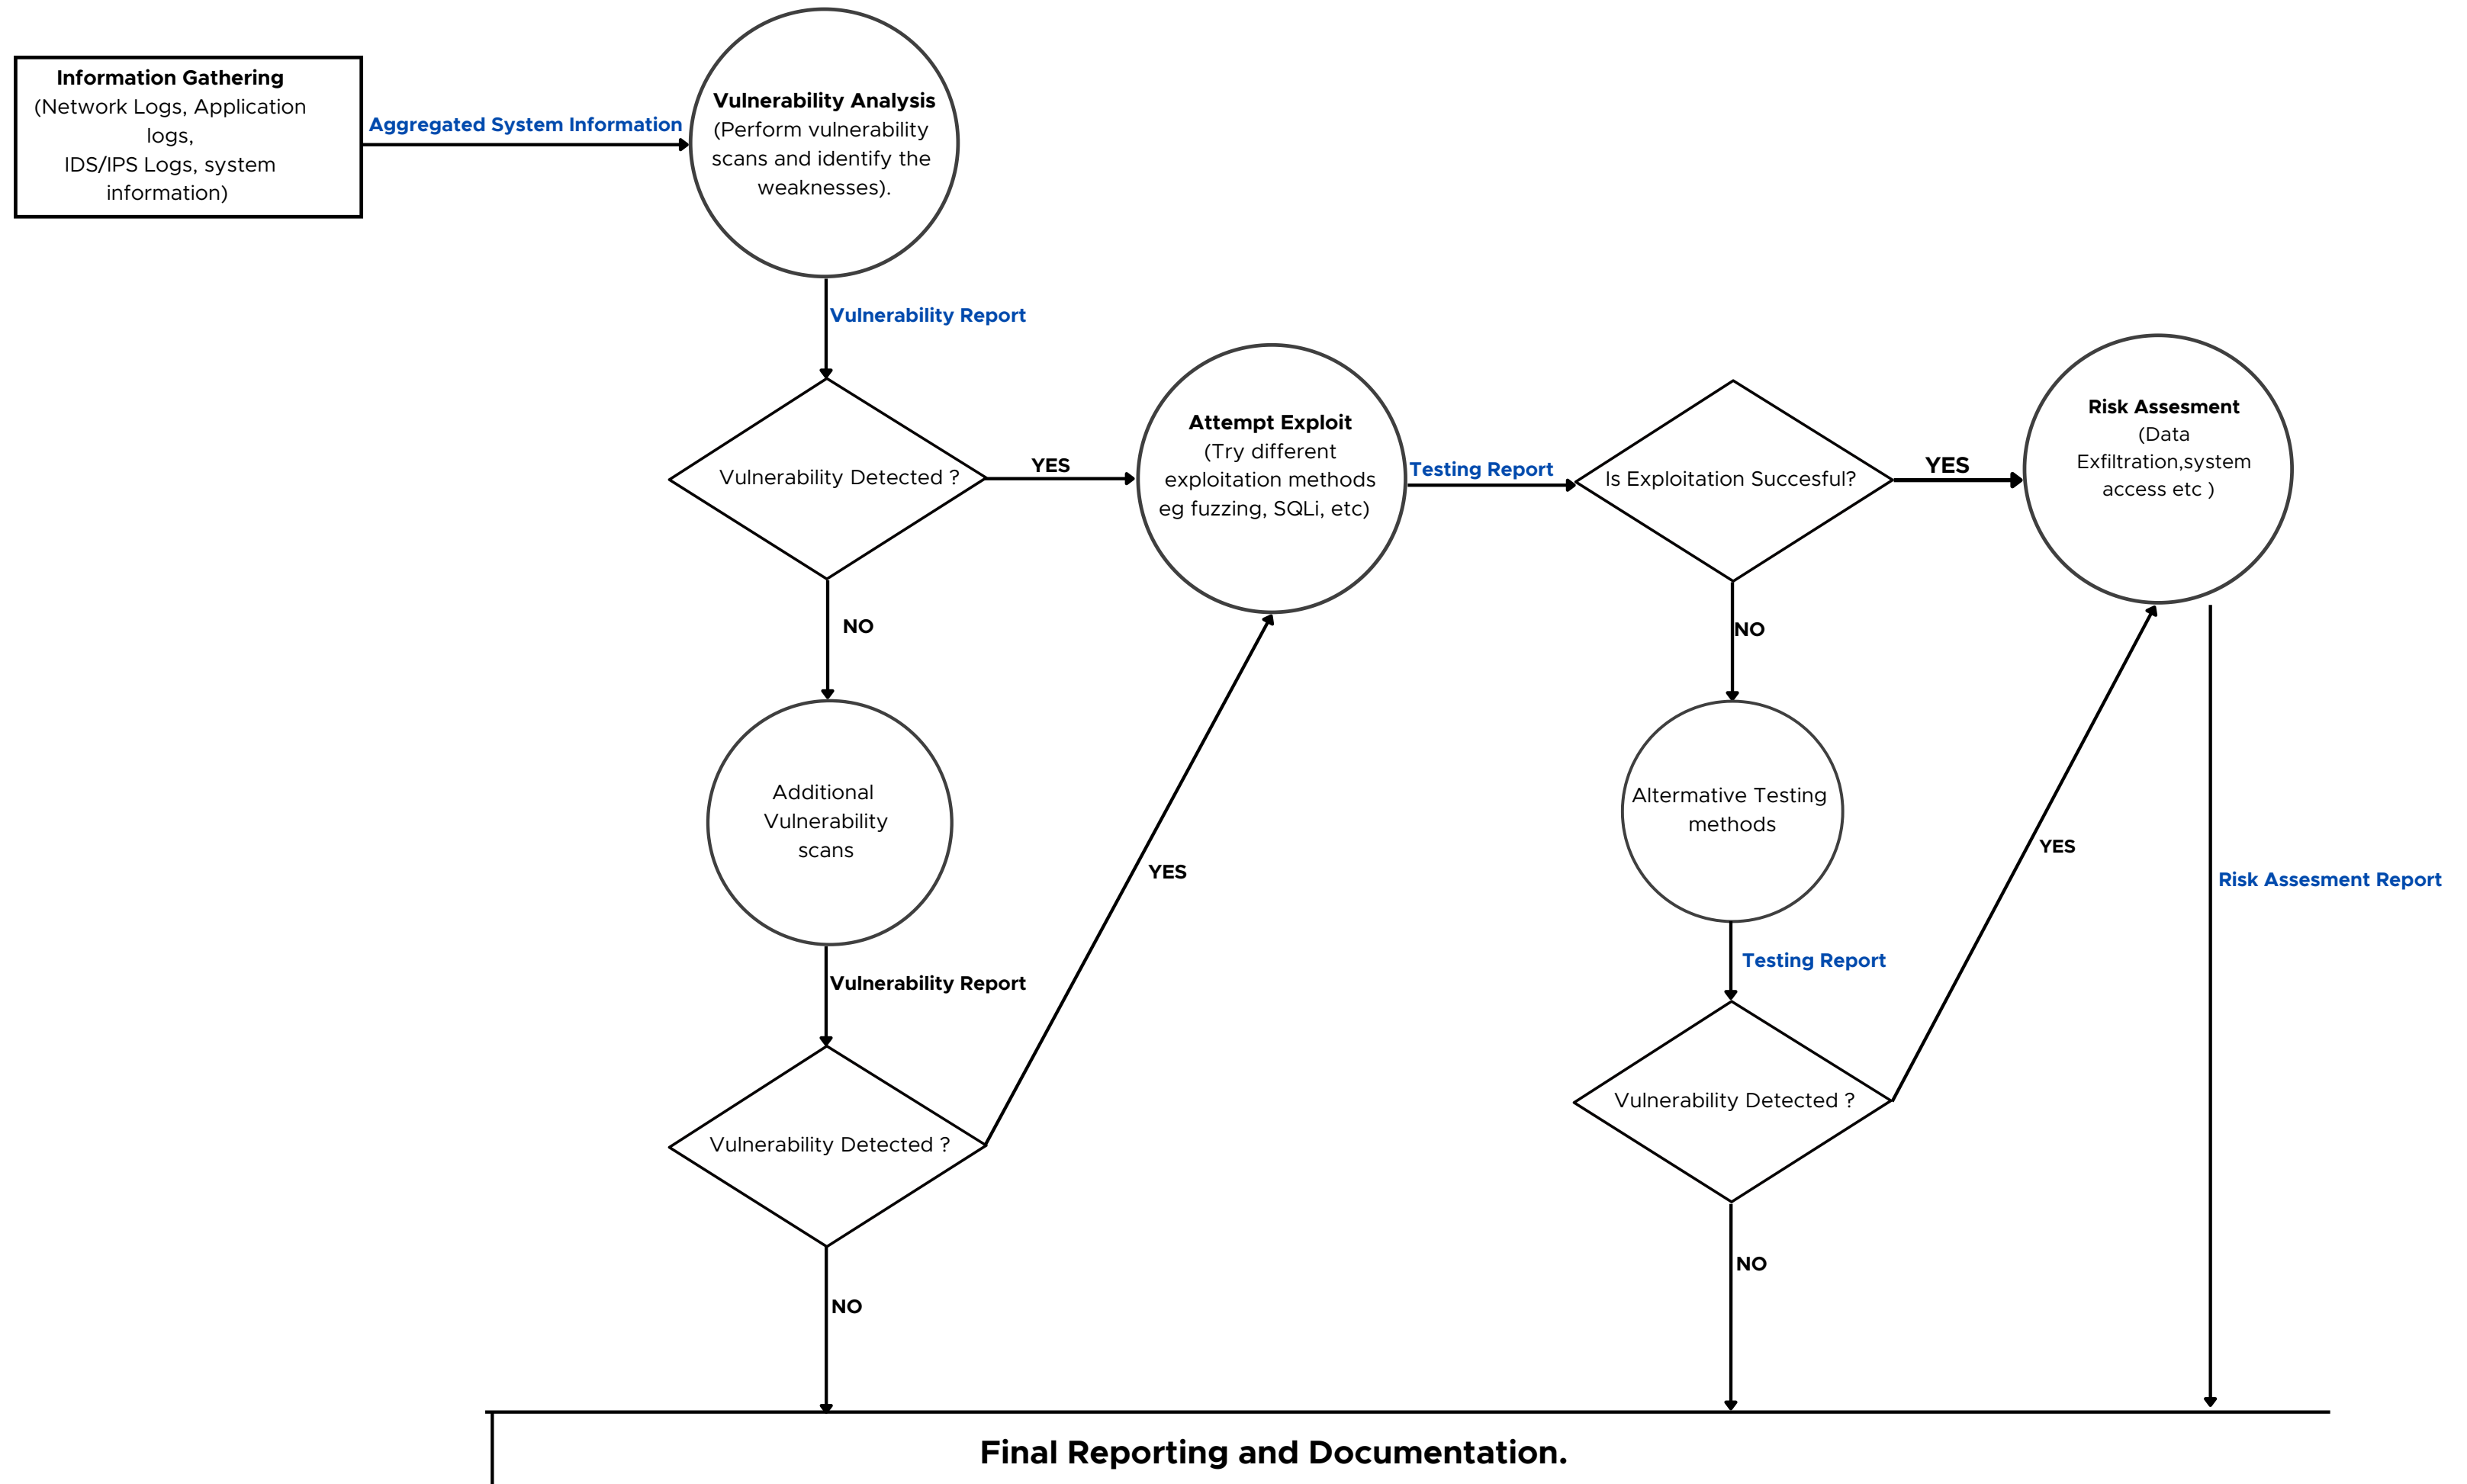 Information Gathering
(Network Logs, Application
logs,
IDS/IPS Logs, system
information)
Aggregated System Information
Vulnerability Analysis
(Perform vulnerability
scans and identify the
weaknesses).
Vulnerability Report
Vulnerability Detected ?
YES
Attempt Exploit
(Try different
exploitation methods
eg fuzzing, SQLi, etc)
Testing Report
Is Exploitation Succesful?
YES
Risk Assesment
(Data
Exfiltration,system
access etc )
NO
NO
Additional
Vulnerability
scans
Altermative Testing
methods
YES
YES
Risk Assesment Report
Vulnerability Report
Testing Report
Vulnerability Detected ?
Vulnerability Detected ?
NO
NO
Final Reporting and Documentation.